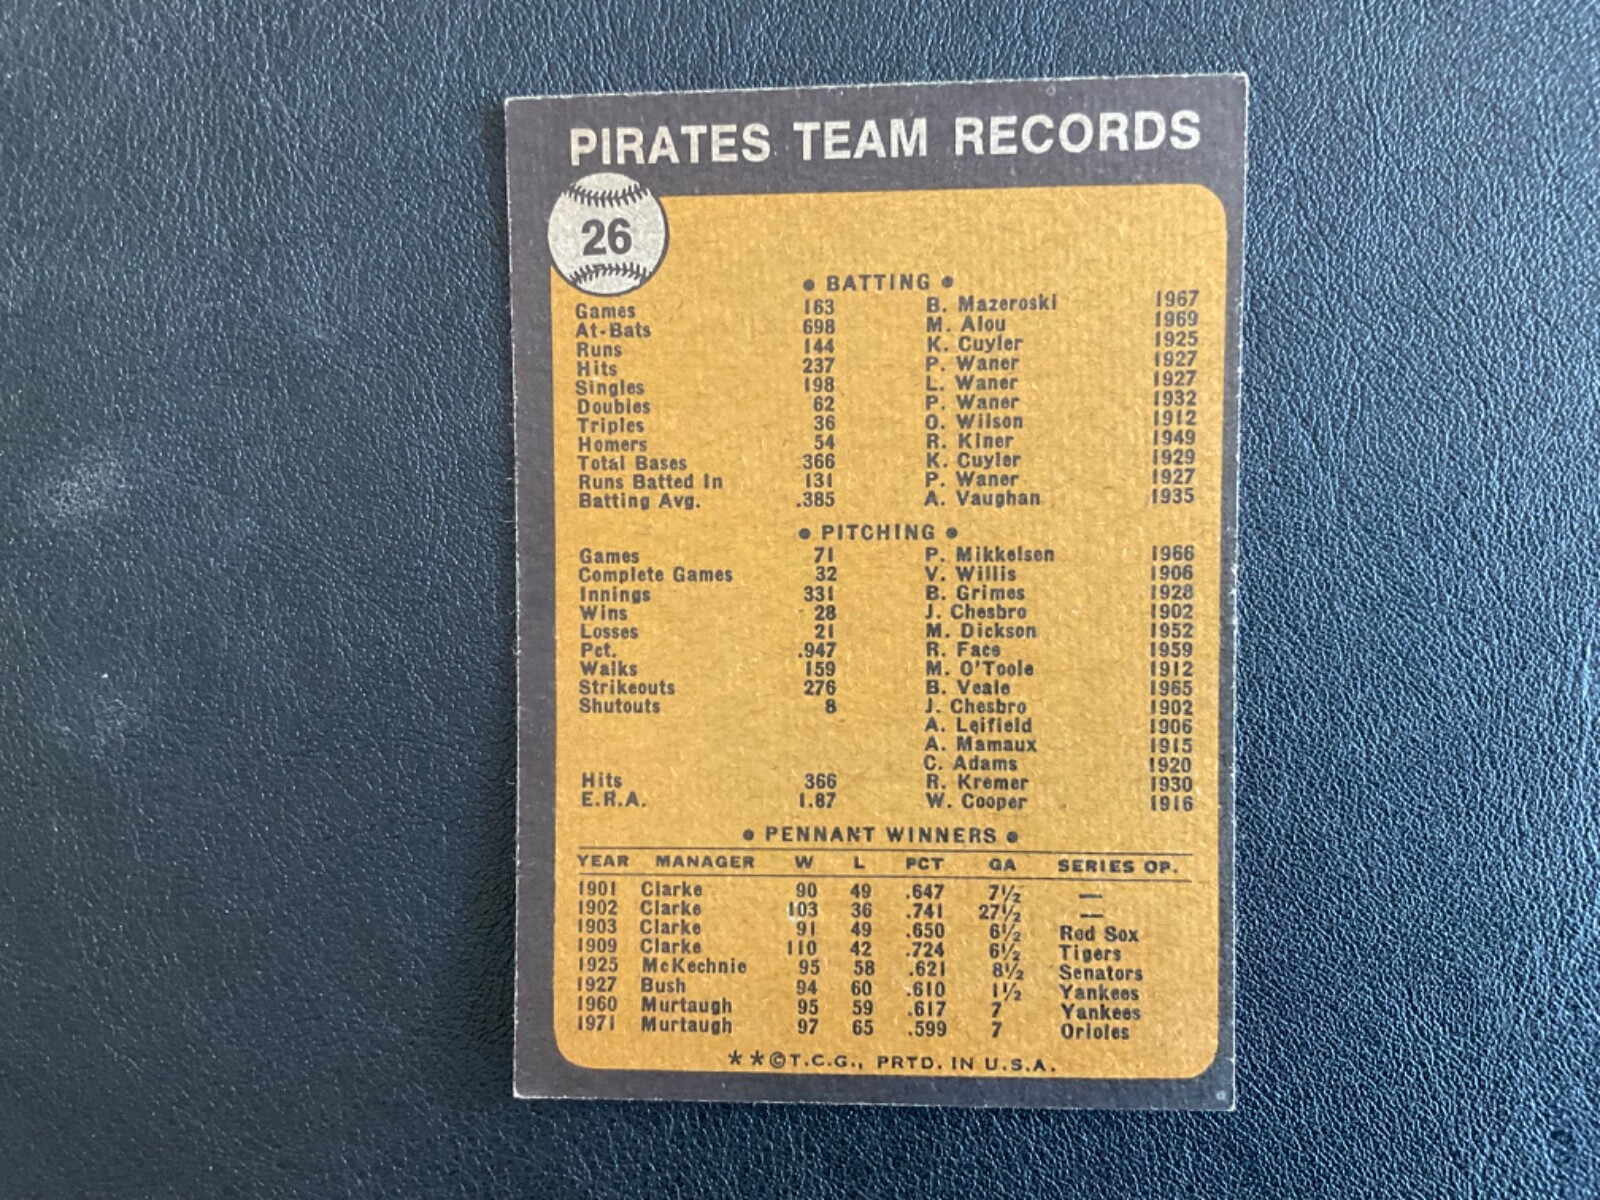 PIRATES TEAM RECORDS
26
• BATTING •
Games 163 B. Mazeroski 1967
At-Bats 698 M. Alou 1969
Runs 144 K. Cuyler 1925
Hits 237 P. Waner 1927
Singles 198 L. Waner 1927
Doubles 62 P. Waner 1932
Triples 36 O. Wilson 1912
Homers 54 R. Kiner 1949
Total Bases 366 K. Cuyler 1929
Runs Batted In 131 P. Waner 1927
Batting Avg. .385 A. Vaughan 1935
• PITCHING •
Games 71 P. Mikkelsen 1966
Complete Games 32 V. Willis 1906
Innings 331 B. Grimes 1928
Wins 28 J. Chesbro 1902
Losses 21 M. Dickson 1952
Pct. .947 R. Face 1959
Walks 159 M. O'Toole 1912
Strikeouts 276 B. Veale 1965
Shutouts 8 J. Chesbro 1902
A. Leifield 1906
A. Mamaux 1915
C. Adams 1920
Hits 366 R. Kremer 1930
E.R.A. 1.87 W. Cooper 1916
• PENNANT WINNERS •
YEAR MANAGER W L PCT GA SERIES OP.
1901 Clarke 90 49 .647 7½ —
1902 Clarke 103 36 .741 27½ —
1903 Clarke 91 49 .650 6½ Red Sox
1909 Clarke 110 42 .724 6½ Tigers
1925 McKechnie 95 58 .621 8½ Senators
1927 Bush 94 60 .610 1½ Yankees
1960 Murtaugh 95 59 .617 7 Yankees
1971 Murtaugh 97 65 .599 7 Orioles
**©T.C.G., PRTD. IN U.S.A.